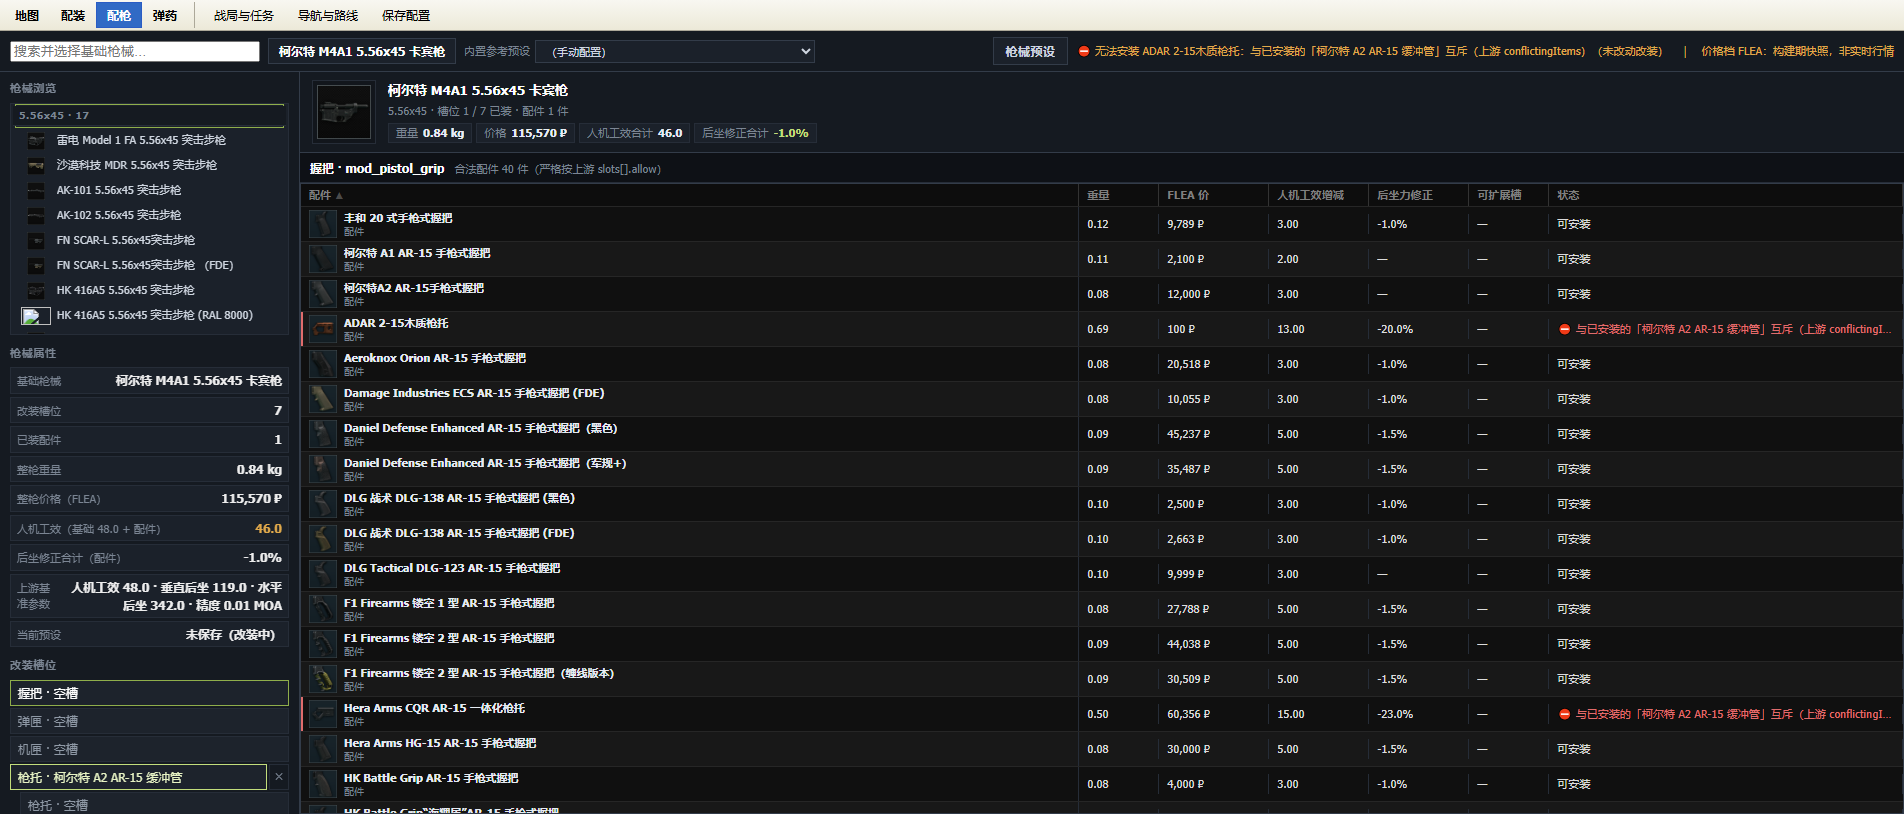 地图 配装 配枪 弹药 战局与任务 导航与路线 保存配置
搜索并选择基础枪械... 柯尔特 M4A1 5.56x45 卡宾枪 内置参考预设 (手动配置) 枪械预设 无法安装 ADAR 2-15木质枪托：与已安装的「柯尔特 A2 AR-15 缓冲管」互斥（上游 conflictingItems）（未改动改装） | 价格档 FLEA：构建期快照，非实时行情
枪械浏览
5.56x45 · 17
雷电 Model 1 FA 5.56x45 突击步枪
沙漠科技 MDR 5.56x45 突击步枪
AK-101 5.56x45 突击步枪
AK-102 5.56x45 突击步枪
FN SCAR-L 5.56x45突击步枪
FN SCAR-L 5.56x45突击步枪 （FDE）
HK 416A5 5.56x45 突击步枪
HK 416A5 5.56x45 突击步枪 (RAL 8000)
枪械属性
基础枪械 柯尔特 M4A1 5.56x45 卡宾枪
改装槽位 7
已装配件 1
整枪重量 0.84 kg
整枪价格（FLEA） 115,570 ₽
人机工效（基础 48.0 + 配件） 46.0
后坐修正合计（配件） -1.0%
上游基准参数 人机工效 48.0 · 垂直后坐 119.0 · 水平后坐 342.0 · 精度 0.01 MOA
当前预设 未保存（改装中）
改装槽位
握把 · 空槽
弹匣 · 空槽
机匣 · 空槽
枪托 · 柯尔特 A2 AR-15 缓冲管 ×
枪托 · 空槽
柯尔特 M4A1 5.56x45 卡宾枪
5.56x45 · 槽位 1 / 7 已装 · 配件 1 件
重量 0.84 kg 价格 115,570 ₽ 人机工效合计 46.0 后坐修正合计 -1.0%
握把 · mod_pistol_grip 合法配件 40 件（严格按上游 slots[].allow）
配件 ▲ 重量 FLEA 价 人机工效增减 后坐力修正 可扩展槽 状态
丰和 20 式手枪式握把 配件 0.12 9,789 ₽ 3.00 -1.0% — 可安装
柯尔特 A1 AR-15 手枪式握把 配件 0.11 2,100 ₽ 2.00 — — 可安装
柯尔特A2 AR-15手枪式握把 配件 0.08 12,000 ₽ 3.00 — — 可安装
ADAR 2-15木质枪托 配件 0.69 100 ₽ 13.00 -20.0% — 与已安装的「柯尔特 A2 AR-15 缓冲管」互斥（上游 conflictingI...
Aeroknox Orion AR-15 手枪式握把 配件 0.08 20,518 ₽ 3.00 -1.0% — 可安装
Damage Industries ECS AR-15 手枪式握把 (FDE) 配件 0.08 10,055 ₽ 3.00 -1.0% — 可安装
Daniel Defense Enhanced AR-15 手枪式握把（黑色） 配件 0.09 45,237 ₽ 5.00 -1.5% — 可安装
Daniel Defense Enhanced AR-15 手枪式握把（军规+） 配件 0.09 35,487 ₽ 5.00 -1.5% — 可安装
DLG 战术 DLG-138 AR-15 手枪式握把 (黑色) 配件 0.10 2,500 ₽ 3.00 -1.0% — 可安装
DLG 战术 DLG-138 AR-15 手枪式握把 (FDE) 配件 0.10 2,663 ₽ 3.00 -1.0% — 可安装
DLG Tactical DLG-123 AR-15 手枪式握把 配件 0.10 9,999 ₽ 3.00 — — 可安装
F1 Firearms 镂空 1 型 AR-15 手枪式握把 配件 0.08 27,788 ₽ 5.00 -1.5% — 可安装
F1 Firearms 镂空 2 型 AR-15 手枪式握把 配件 0.09 44,038 ₽ 5.00 -1.5% — 可安装
F1 Firearms 镂空 2 型 AR-15 手枪式握把（缠线版本） 配件 0.09 30,509 ₽ 5.00 -1.5% — 可安装
Hera Arms CQR AR-15 一体化枪托 配件 0.50 60,356 ₽ 15.00 -23.0% — 与已安装的「柯尔特 A2 AR-15 缓冲管」互斥（上游 conflictingI...
Hera Arms HG-15 AR-15 手枪式握把 配件 0.08 30,000 ₽ 5.00 -1.5% — 可安装
HK Battle Grip AR-15 手枪式握把 配件 0.08 4,000 ₽ 3.00 -1.0% — 可安装